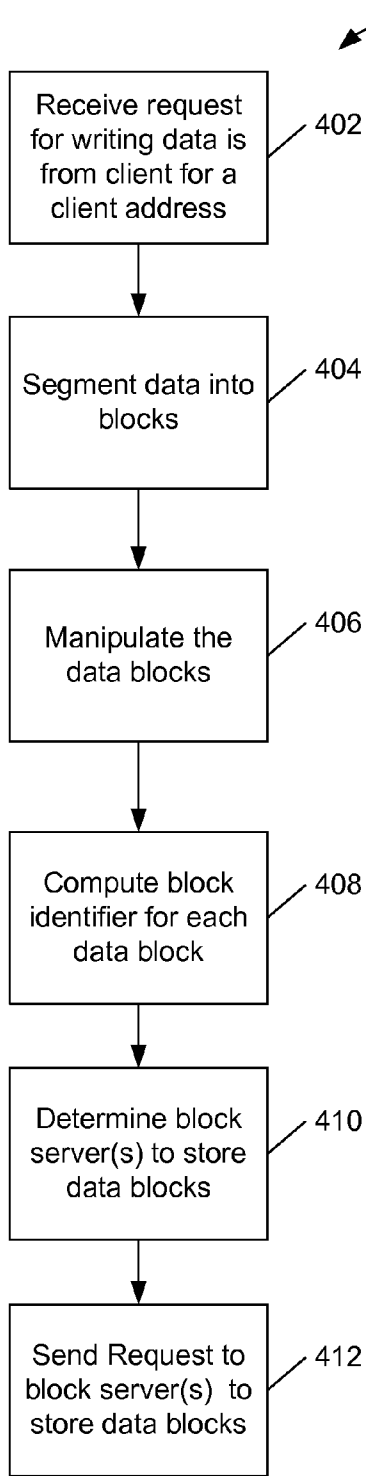 Receive request
for writing data is
from client for a
client address
402
Segment data into
blocks
404
Manipulate the
data blocks
406
Compute block
identifier for each
data block
408
Determine block
server(s) to store
data blocks
410
Send Request to
block server(s) to
store data blocks
412